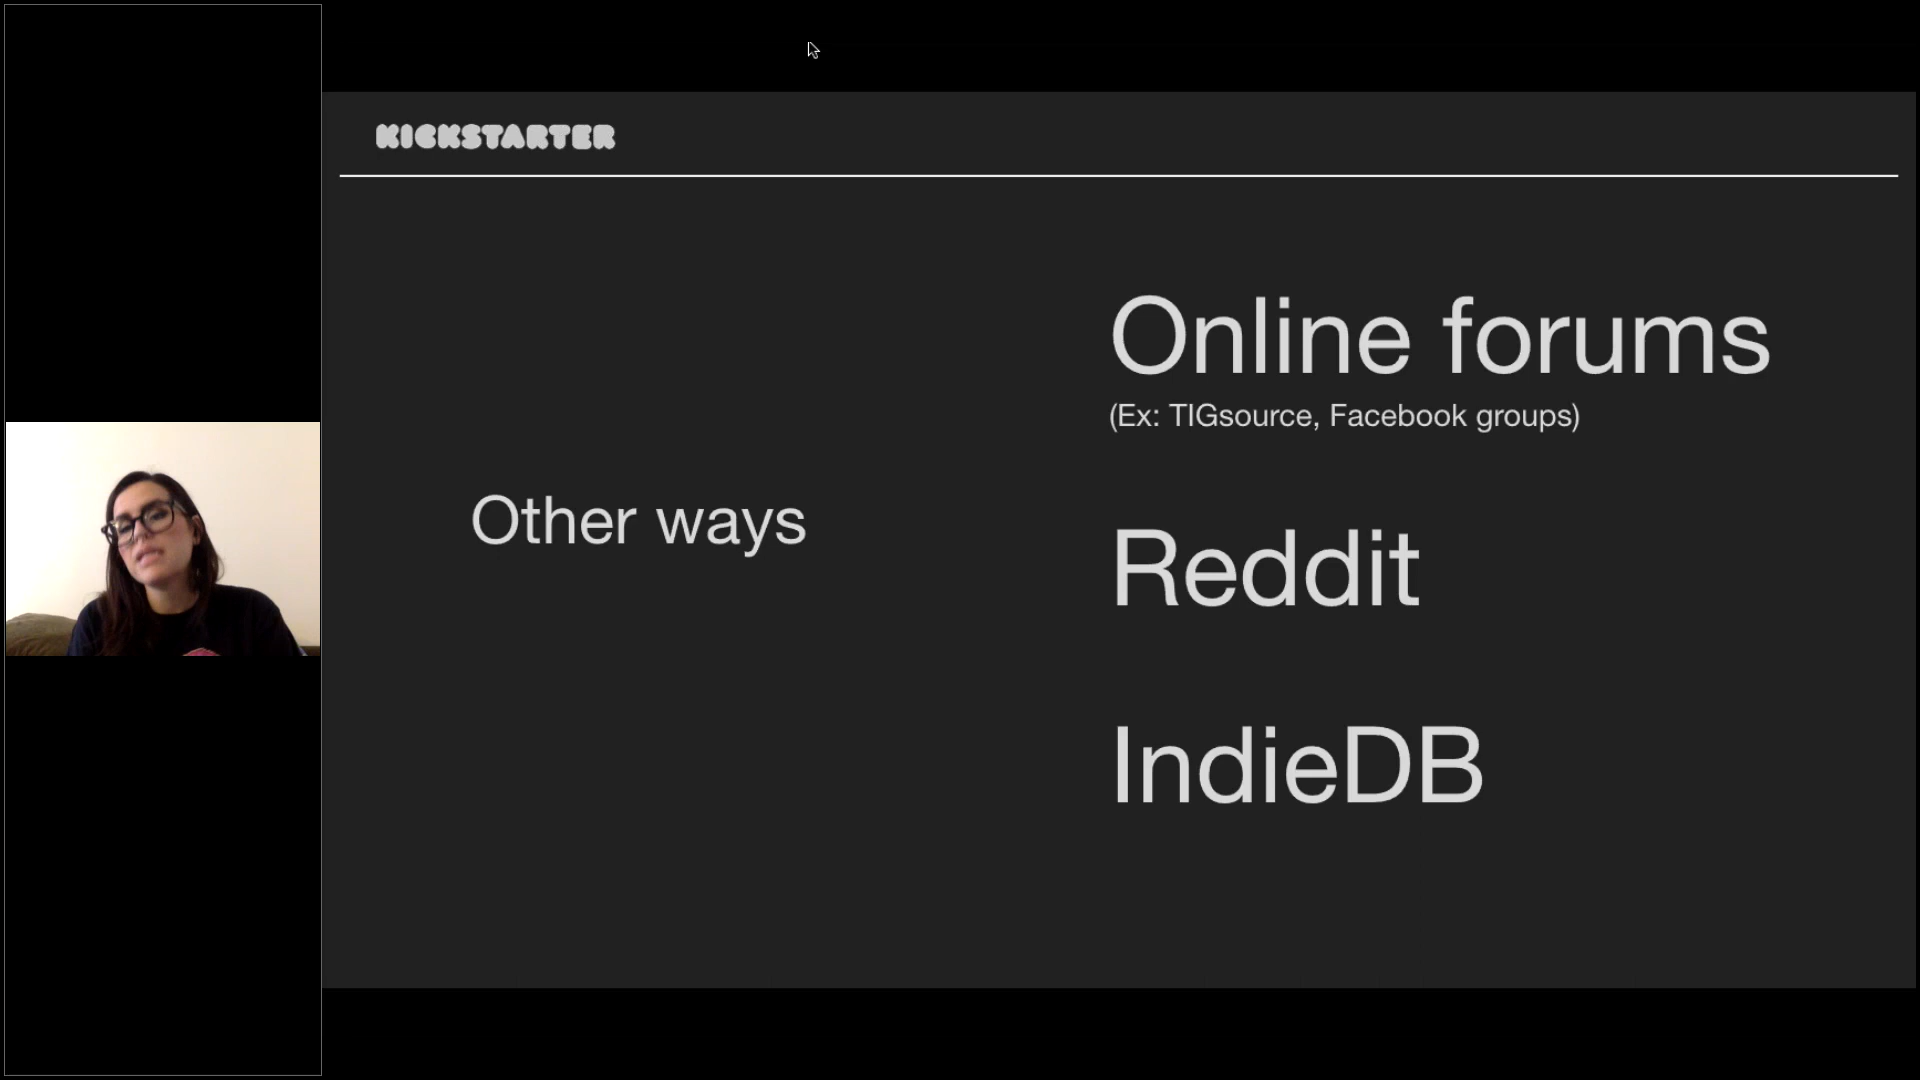 KICKSTARTER
Other ways
Online forums
(Ex: TIGsource, Facebook groups)
Reddit
IndieDB